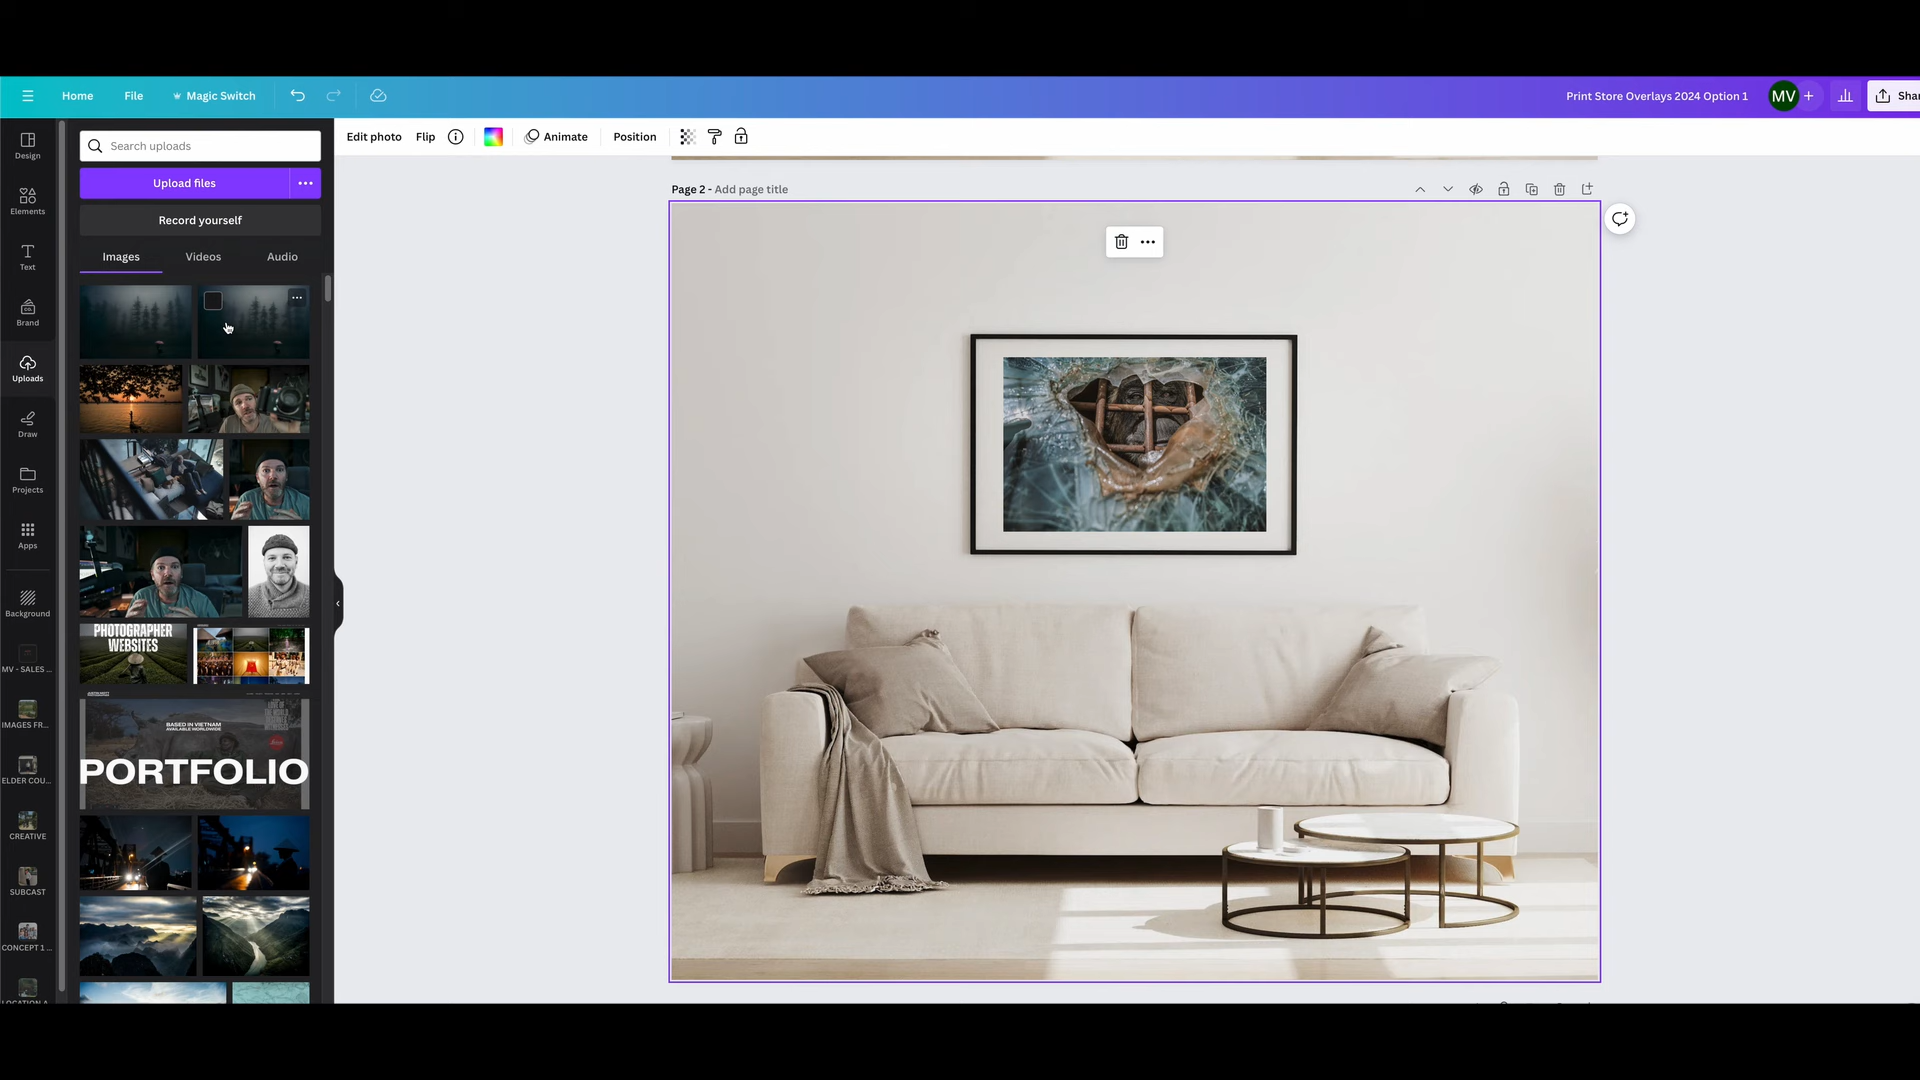 Home
File
Magic Switch
Print Store Overlays 2024 Option 1
MV
Shar
Design
Elements
Text
Brand
Uploads
Draw
Projects
Apps
Background
MV - SALES ...
IMAGES FR...
ELDER COU...
CREATIVE
SUBCAST
CONCEPT 1 ...
Search uploads
Upload files
Record yourself
Images
Videos
Audio
PHOTOGRAPHER
WEBSITES
BASED IN VIETNAM
AVAILABLE WORLDWIDE
PORTFOLIO
Edit photo
Flip
Animate
Position
Page 2 - Add page title